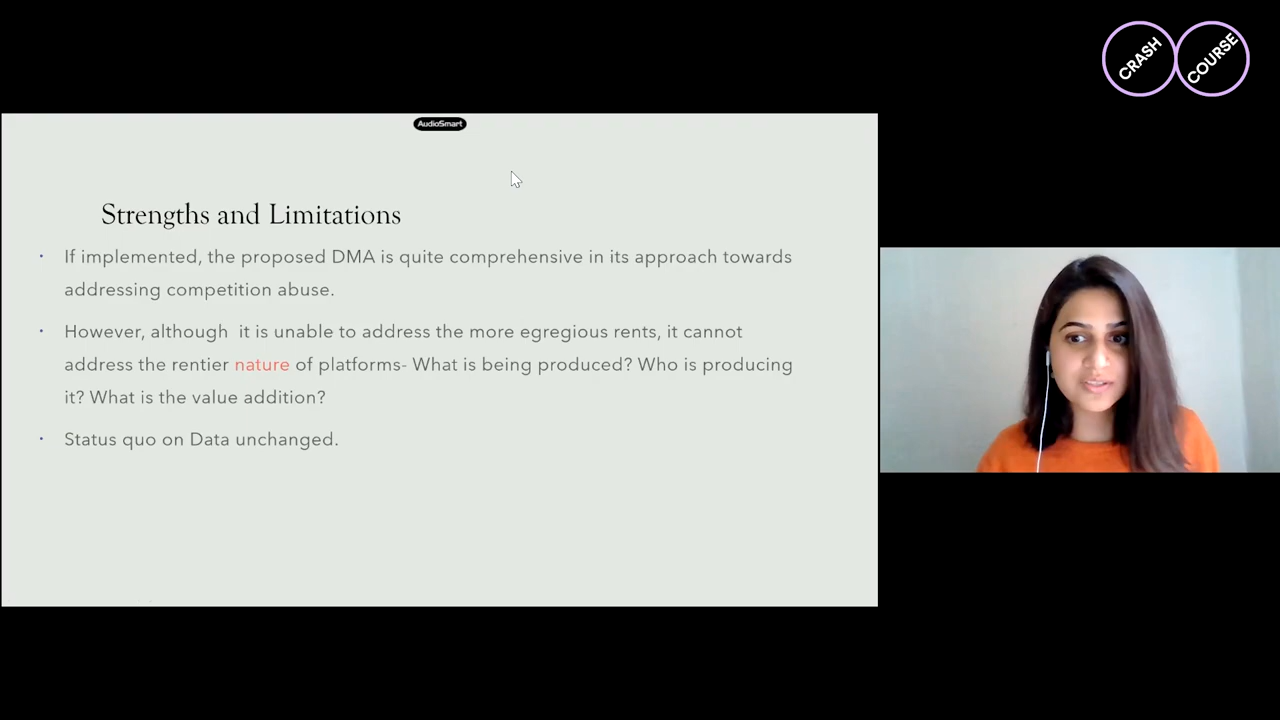 CRASH COURSE
AudioSmart
Strengths and Limitations
· If implemented, the proposed DMA is quite comprehensive in its approach towards
addressing competition abuse.
· However, although it is unable to address the more egregious rents, it cannot
address the rentier nature of platforms- What is being produced? Who is producing
it? What is the value addition?
· Status quo on Data unchanged.